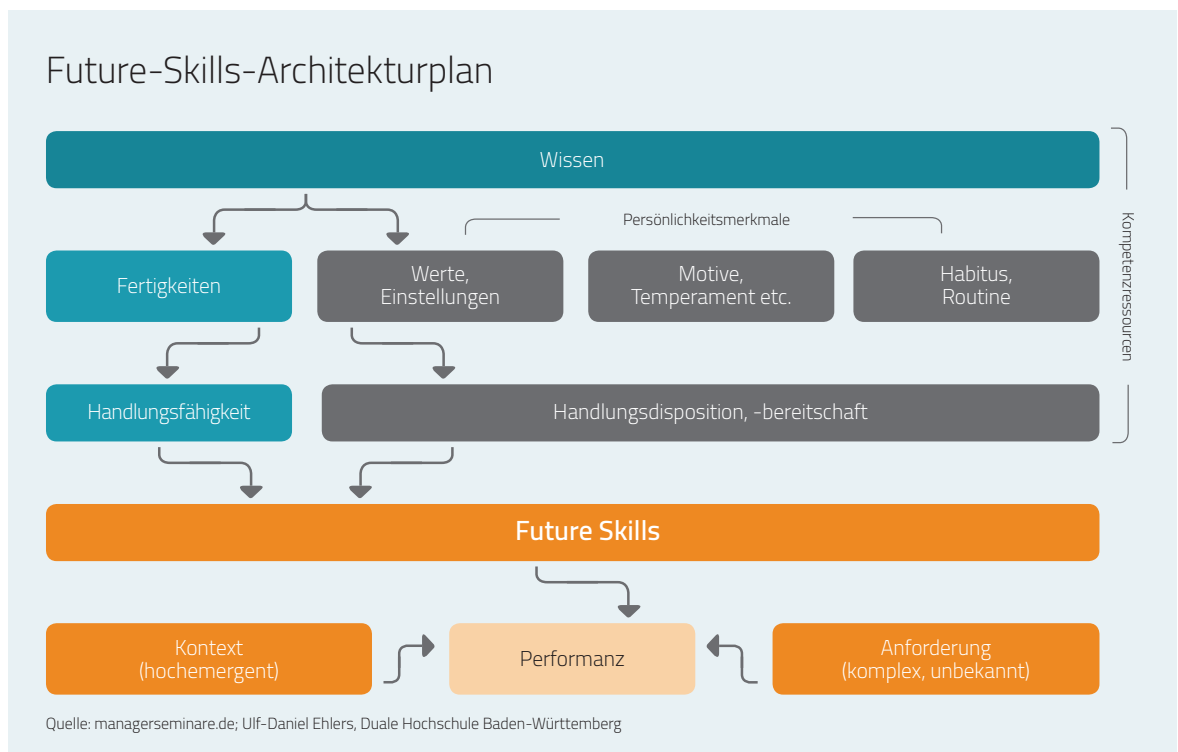 Future-Skills-Architekturplan
Wissen
Persönlichkeitsmerkmale
Kompetenzressourcen
Fertigkeiten
Werte,
Einstellungen
Motive,
Temperament etc.
Habitus,
Routine
Handlungsfähigkeit
Handlungsdisposition, -bereitschaft
Future Skills
Kontext
(hochemergent)
Performanz
Anforderung
(komplex, unbekannt)
Quelle: managerseminare.de; Ulf-Daniel Ehlers, Duale Hochschule Baden-Württemberg